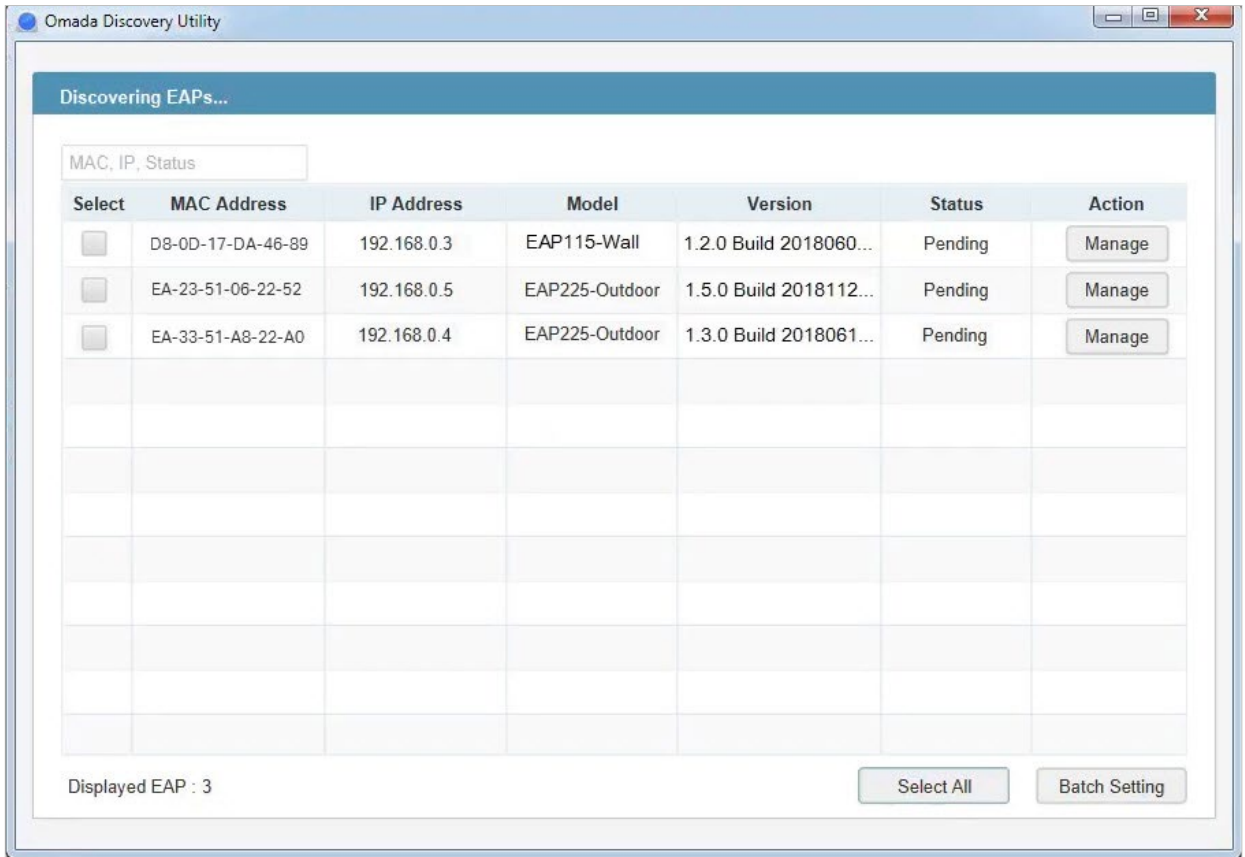 Omada Discovery Utility
Discovering EAPs...
MAC, IP, Status
Select MAC Address IP Address Model Version Status Action
D8-0D-17-DA-46-89 192.168.0.3 EAP115-Wall 1.2.0 Build 2018060... Pending Manage
EA-23-51-06-22-52 192.168.0.5 EAP225-Outdoor 1.5.0 Build 2018112... Pending Manage
EA-33-51-A8-22-A0 192.168.0.4 EAP225-Outdoor 1.3.0 Build 2018061... Pending Manage
Displayed EAP : 3 Select All Batch Setting